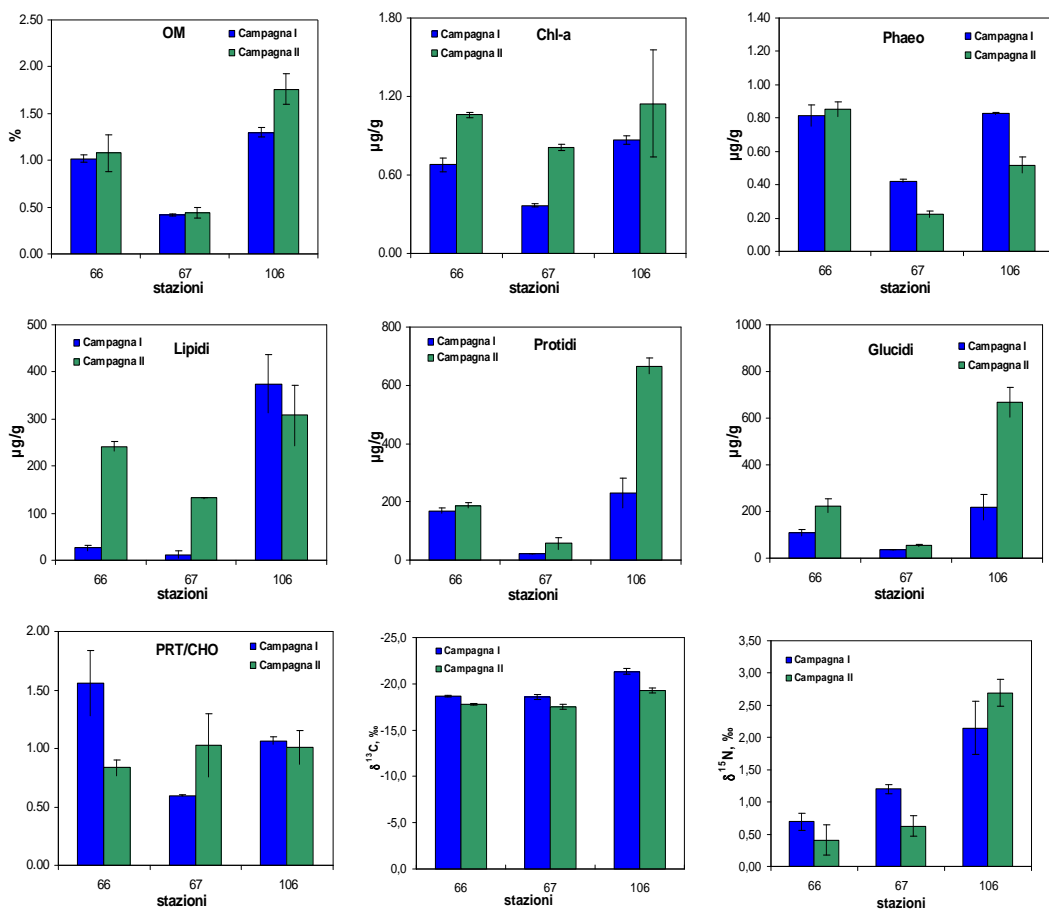 OM
Campagna I
Campagna II
2.50
2.00
1.50
1.00
0.50
0.00
%
66
67
106
stazioni
Chl-a
Campagna I
Campagna II
1.80
1.20
0.60
0.00
µg/g
66
67
106
stazioni
Phaeo
Campagna I
Campagna II
1.40
1.20
1.00
0.80
0.60
0.40
0.20
0.00
µg/g
66
67
106
stazioni
Lipidi
Campagna I
Campagna II
500
400
300
200
100
0
µg/g
66
67
106
stazioni
Protidi
Campagna I
Campagna II
800
600
400
200
0
µg/g
66
67
106
stazioni
Glucidi
Campagna I
Campagna II
1000
800
600
400
200
0
µg/g
66
67
106
stazioni
PRT/CHO
Campagna I
Campagna II
2.00
1.50
1.00
0.50
0.00
66
67
106
stazioni
Campagna I
Campagna II
-25,0
-20,0
-15,0
-10,0
-5,0
0,0
δ 13C, ‰
66
67
106
stazioni
Campagna I
Campagna II
3,50
3,00
2,50
2,00
1,50
1,00
0,50
0,00
δ 15N, ‰
66
67
106
stazioni